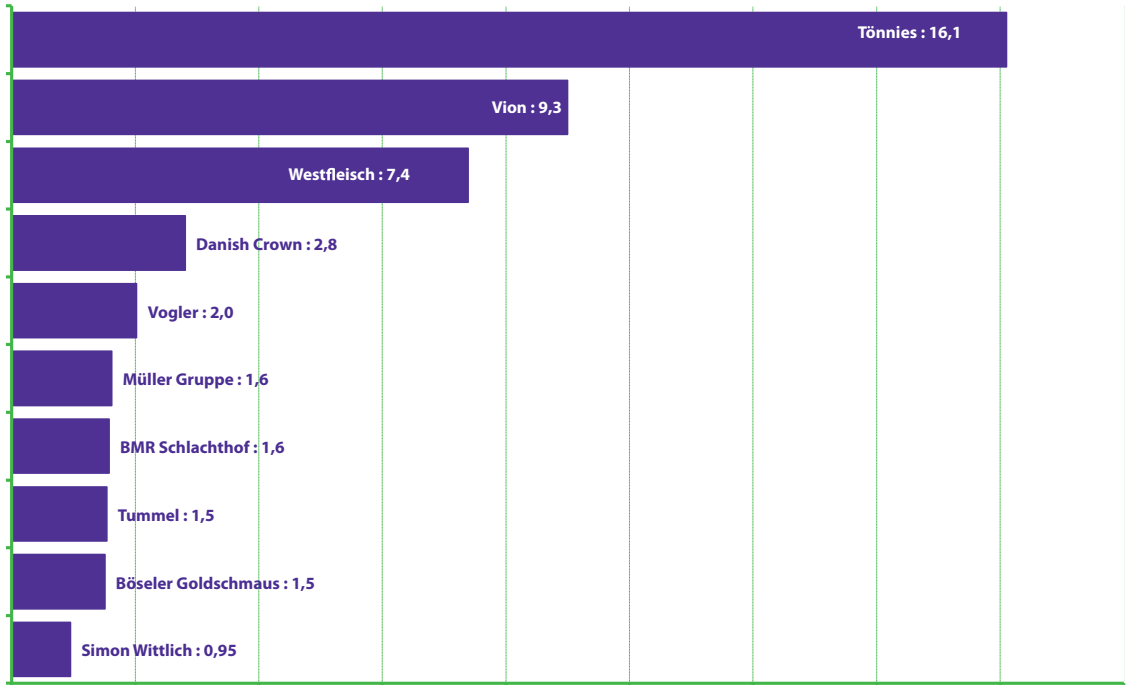 Tönnies : 16,1
Vion : 9,3
Westfleisch : 7,4
Danish Crown : 2,8
Vogler : 2,0
Müller Gruppe : 1,6
BMR Schlachthof : 1,6
Tummel : 1,5
Böseler Goldschmaus : 1,5
Simon Wittlich : 0,95